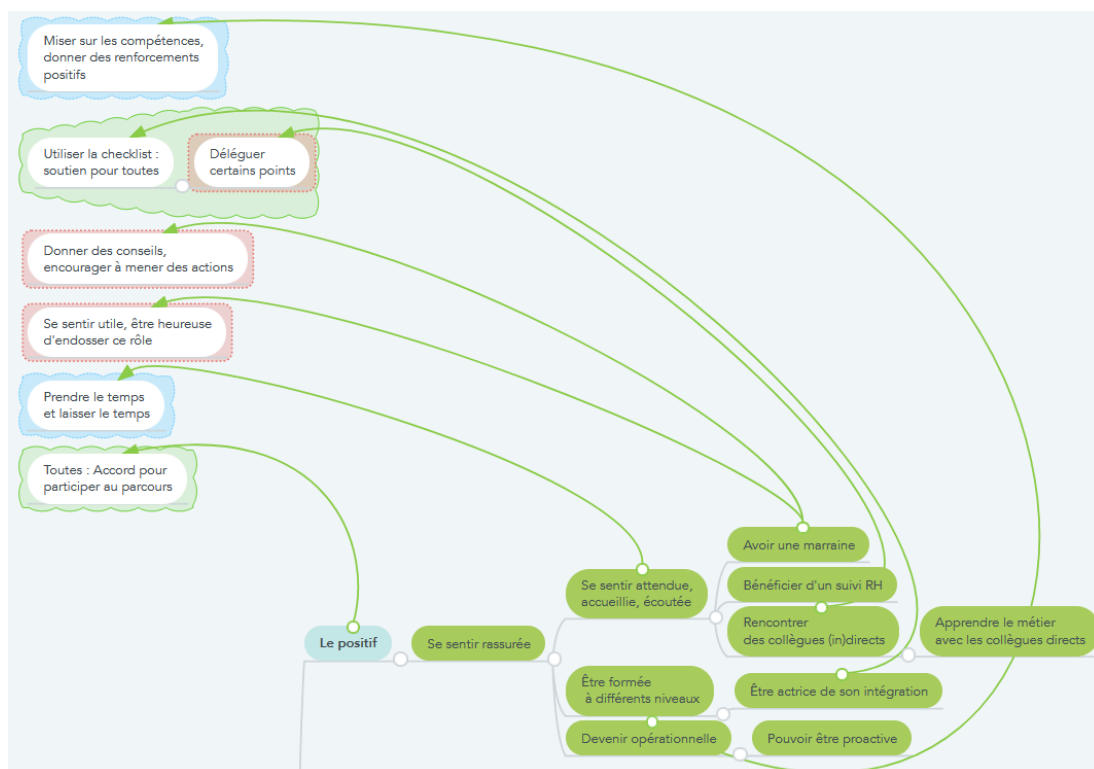 Miser sur les compétences,
donner des renforcements
positifs
Utiliser la checklist :
soutien pour toutes
Déléguer
certains points
Donner des conseils,
encourager à mener des actions
Se sentir utile, être heureuse
d'endosser ce rôle
Prendre le temps
et laisser le temps
Toutes : Accord pour
participer au parcours
Le positif
Se sentir rassurée
Se sentir attendue,
accueillie, écoutée
Avoir une marraine
Bénéficier d'un suivi RH
Rencontrer
des collègues (in)directs
Apprendre le métier
avec les collègues directs
Être formée
à différents niveaux
Être actrice de son intégration
Devenir opérationnelle
Pouvoir être proactive